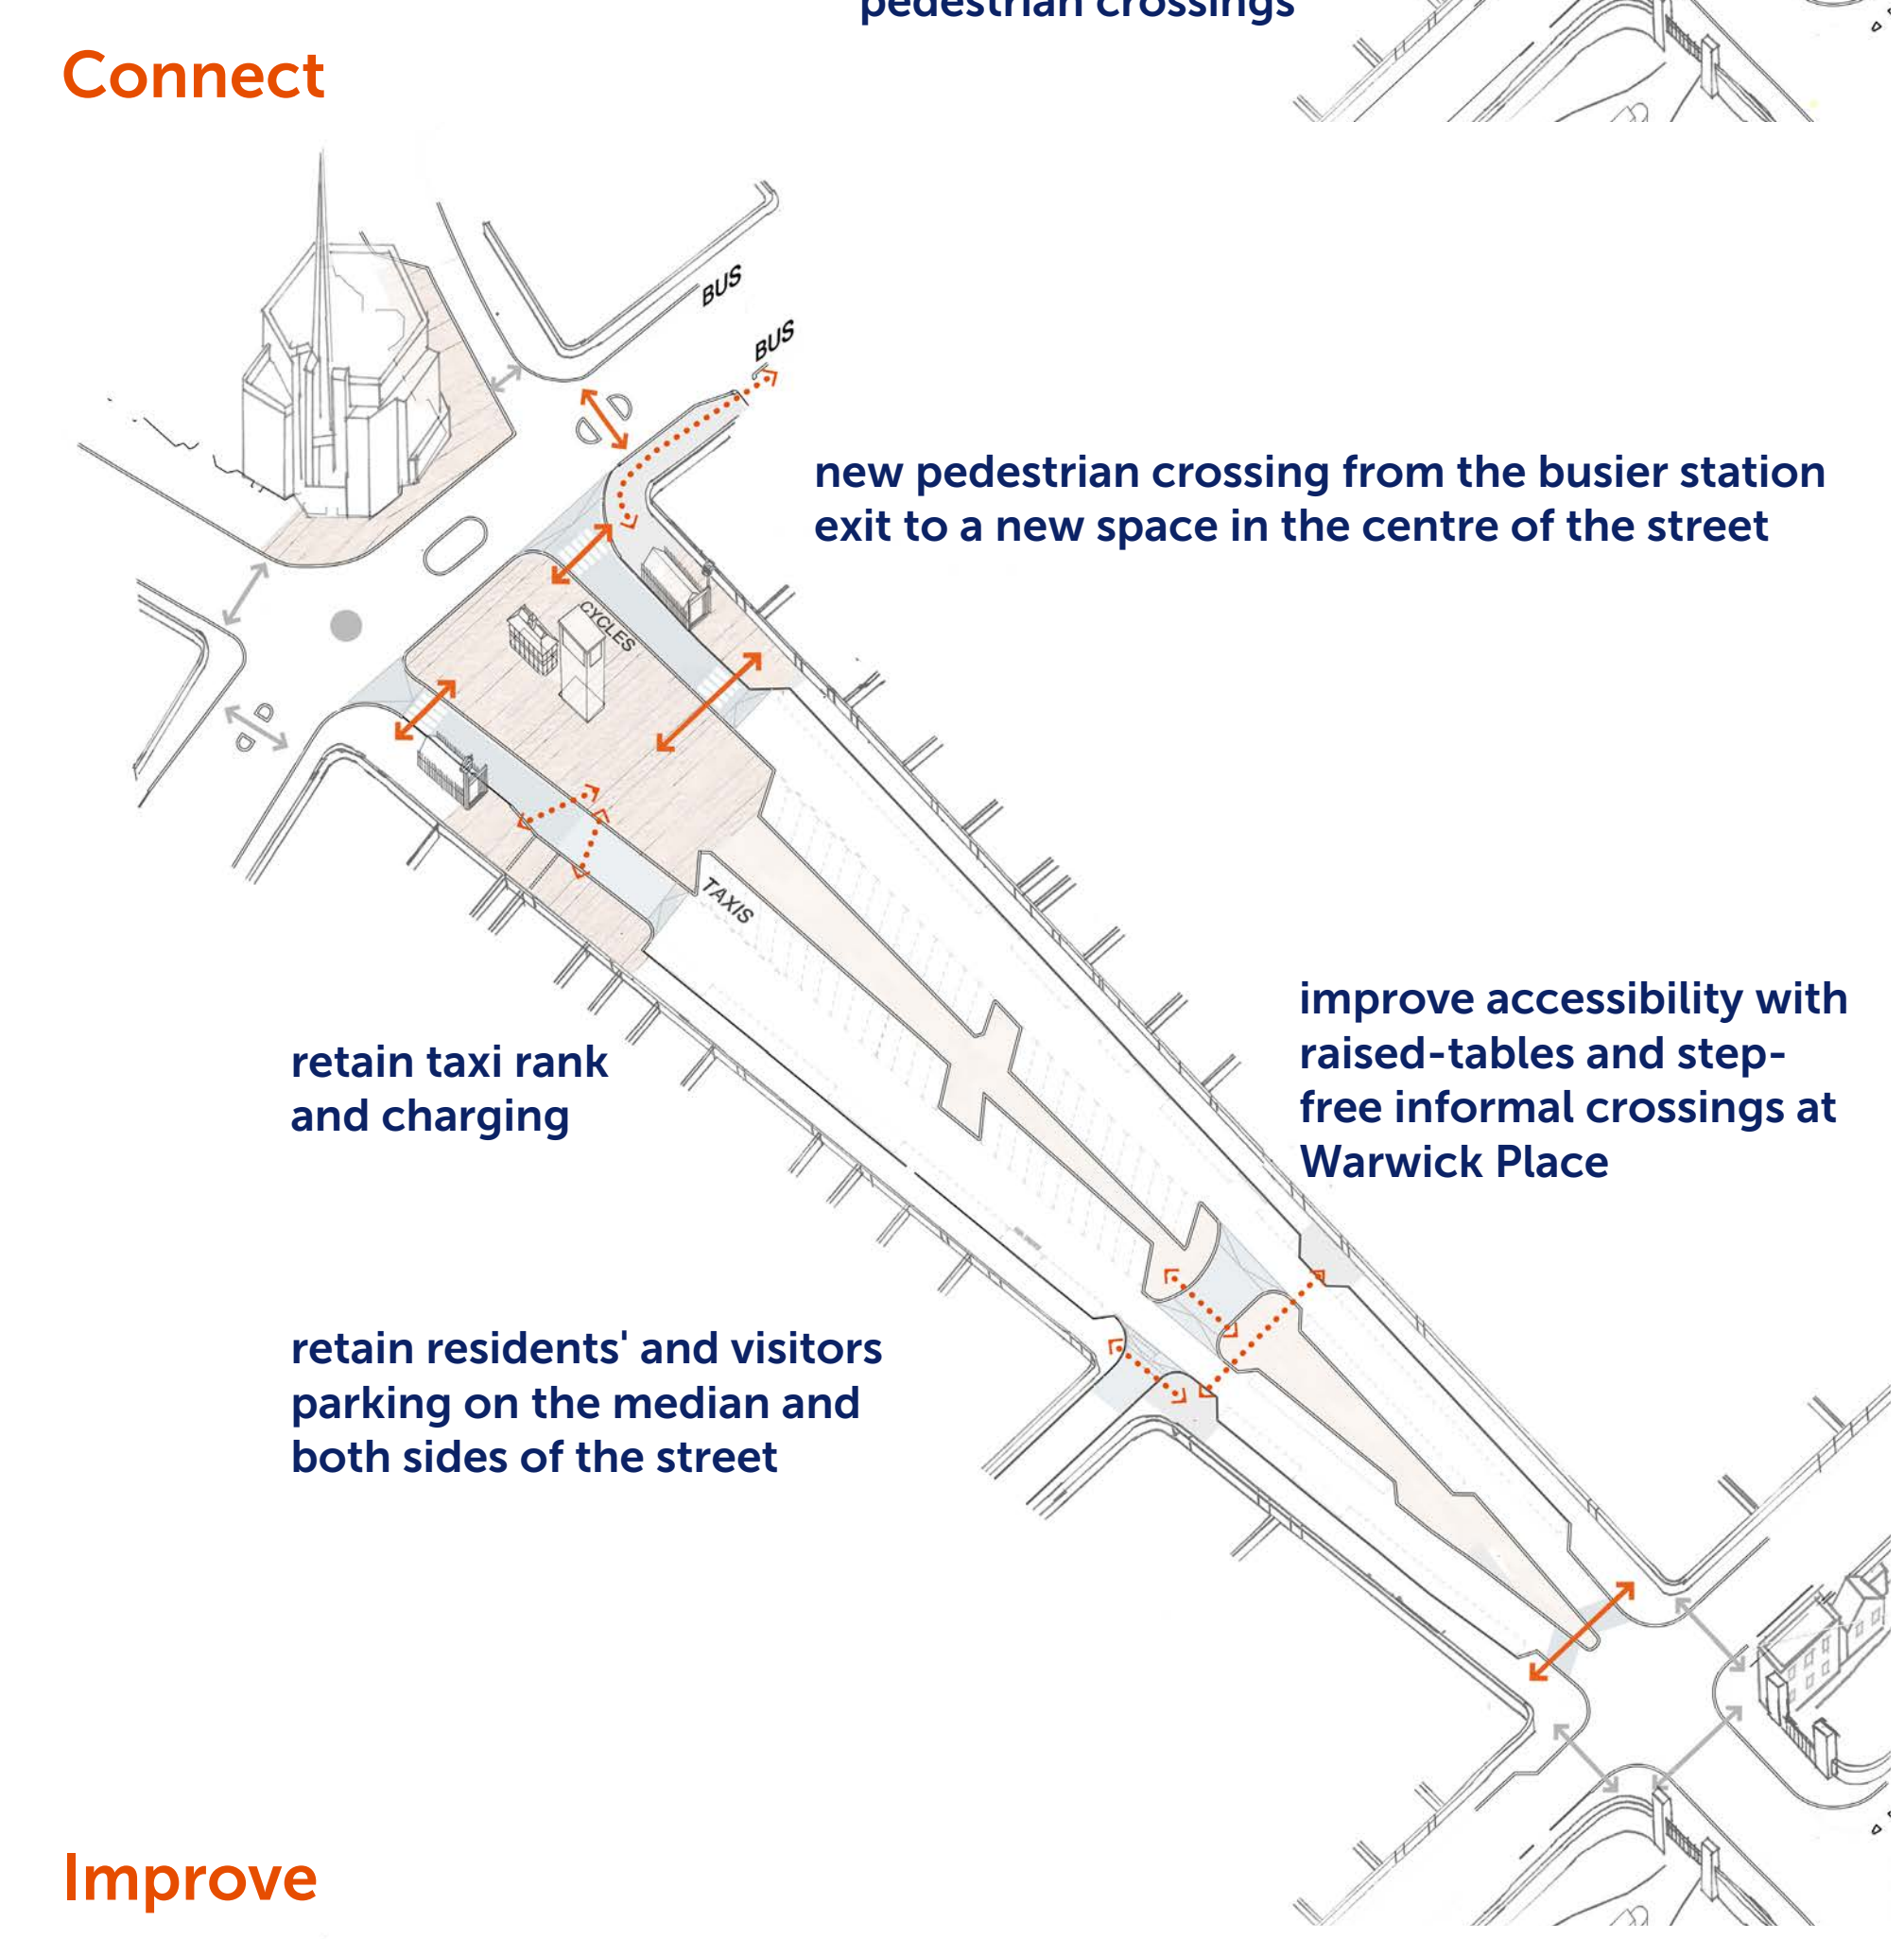 pedestrian crossings
Connect
BUS
BUS
new pedestrian crossing from the busier station
exit to a new space in the centre of the street
CYCLES
TAXIS
improve accessibility with
raised-tables and step-
free informal crossings at
Warwick Place
retain taxi rank
and charging
retain residents' and visitors
parking on the median and
both sides of the street
Improve